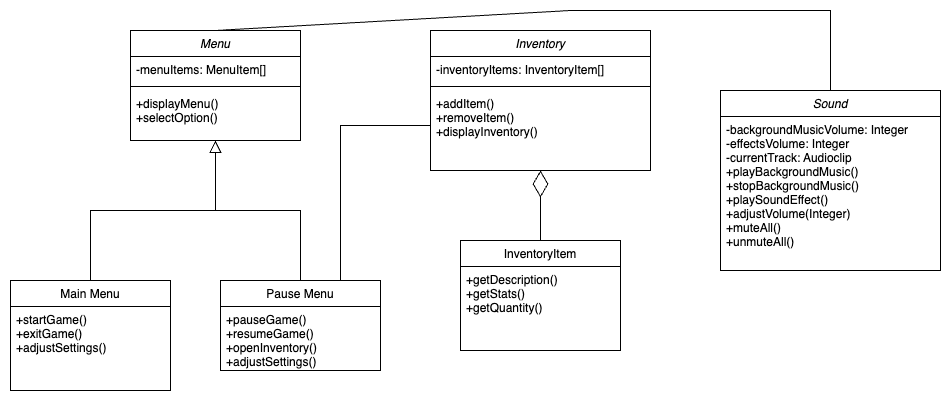 Menu
-menuItems: MenuItem[]
+displayMenu()
+selectOption()
Inventory
-inventoryItems: InventoryItem[]
+addItem()
+removeItem()
+displayInventory()
Sound
-backgroundMusicVolume: Integer
-effectsVolume: Integer
-currentTrack: Audioclip
+playBackgroundMusic()
+stopBackgroundMusic()
+playSoundEffect()
+adjustVolume(Integer)
+muteAll()
+unmuteAll()
Main Menu
+startGame()
+exitGame()
+adjustSettings()
Pause Menu
+pauseGame()
+resumeGame()
+openInventory()
+adjustSettings()
InventoryItem
+getDescription()
+getStats()
+getQuantity()